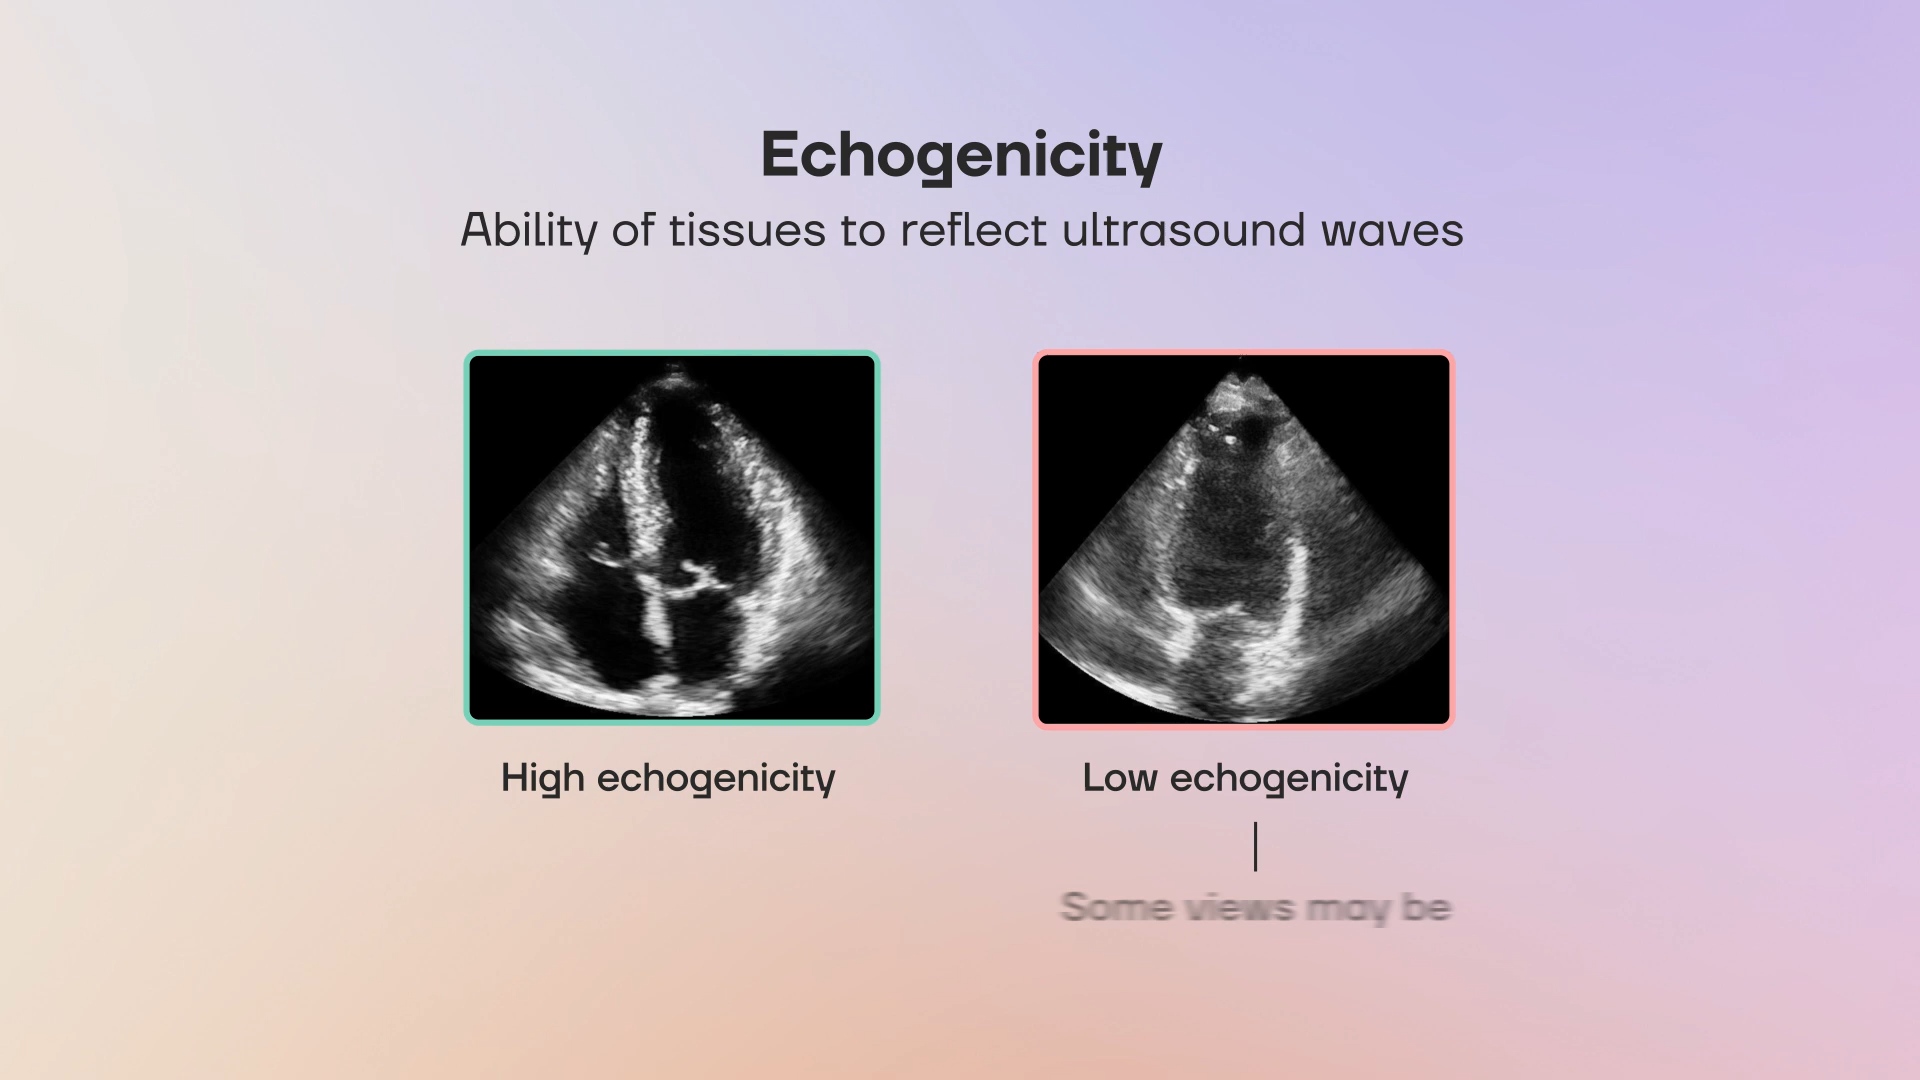 Echogenicity
Ability of tissues to reflect ultrasound waves
High echogenicity
Low echogenicity
Some views may be